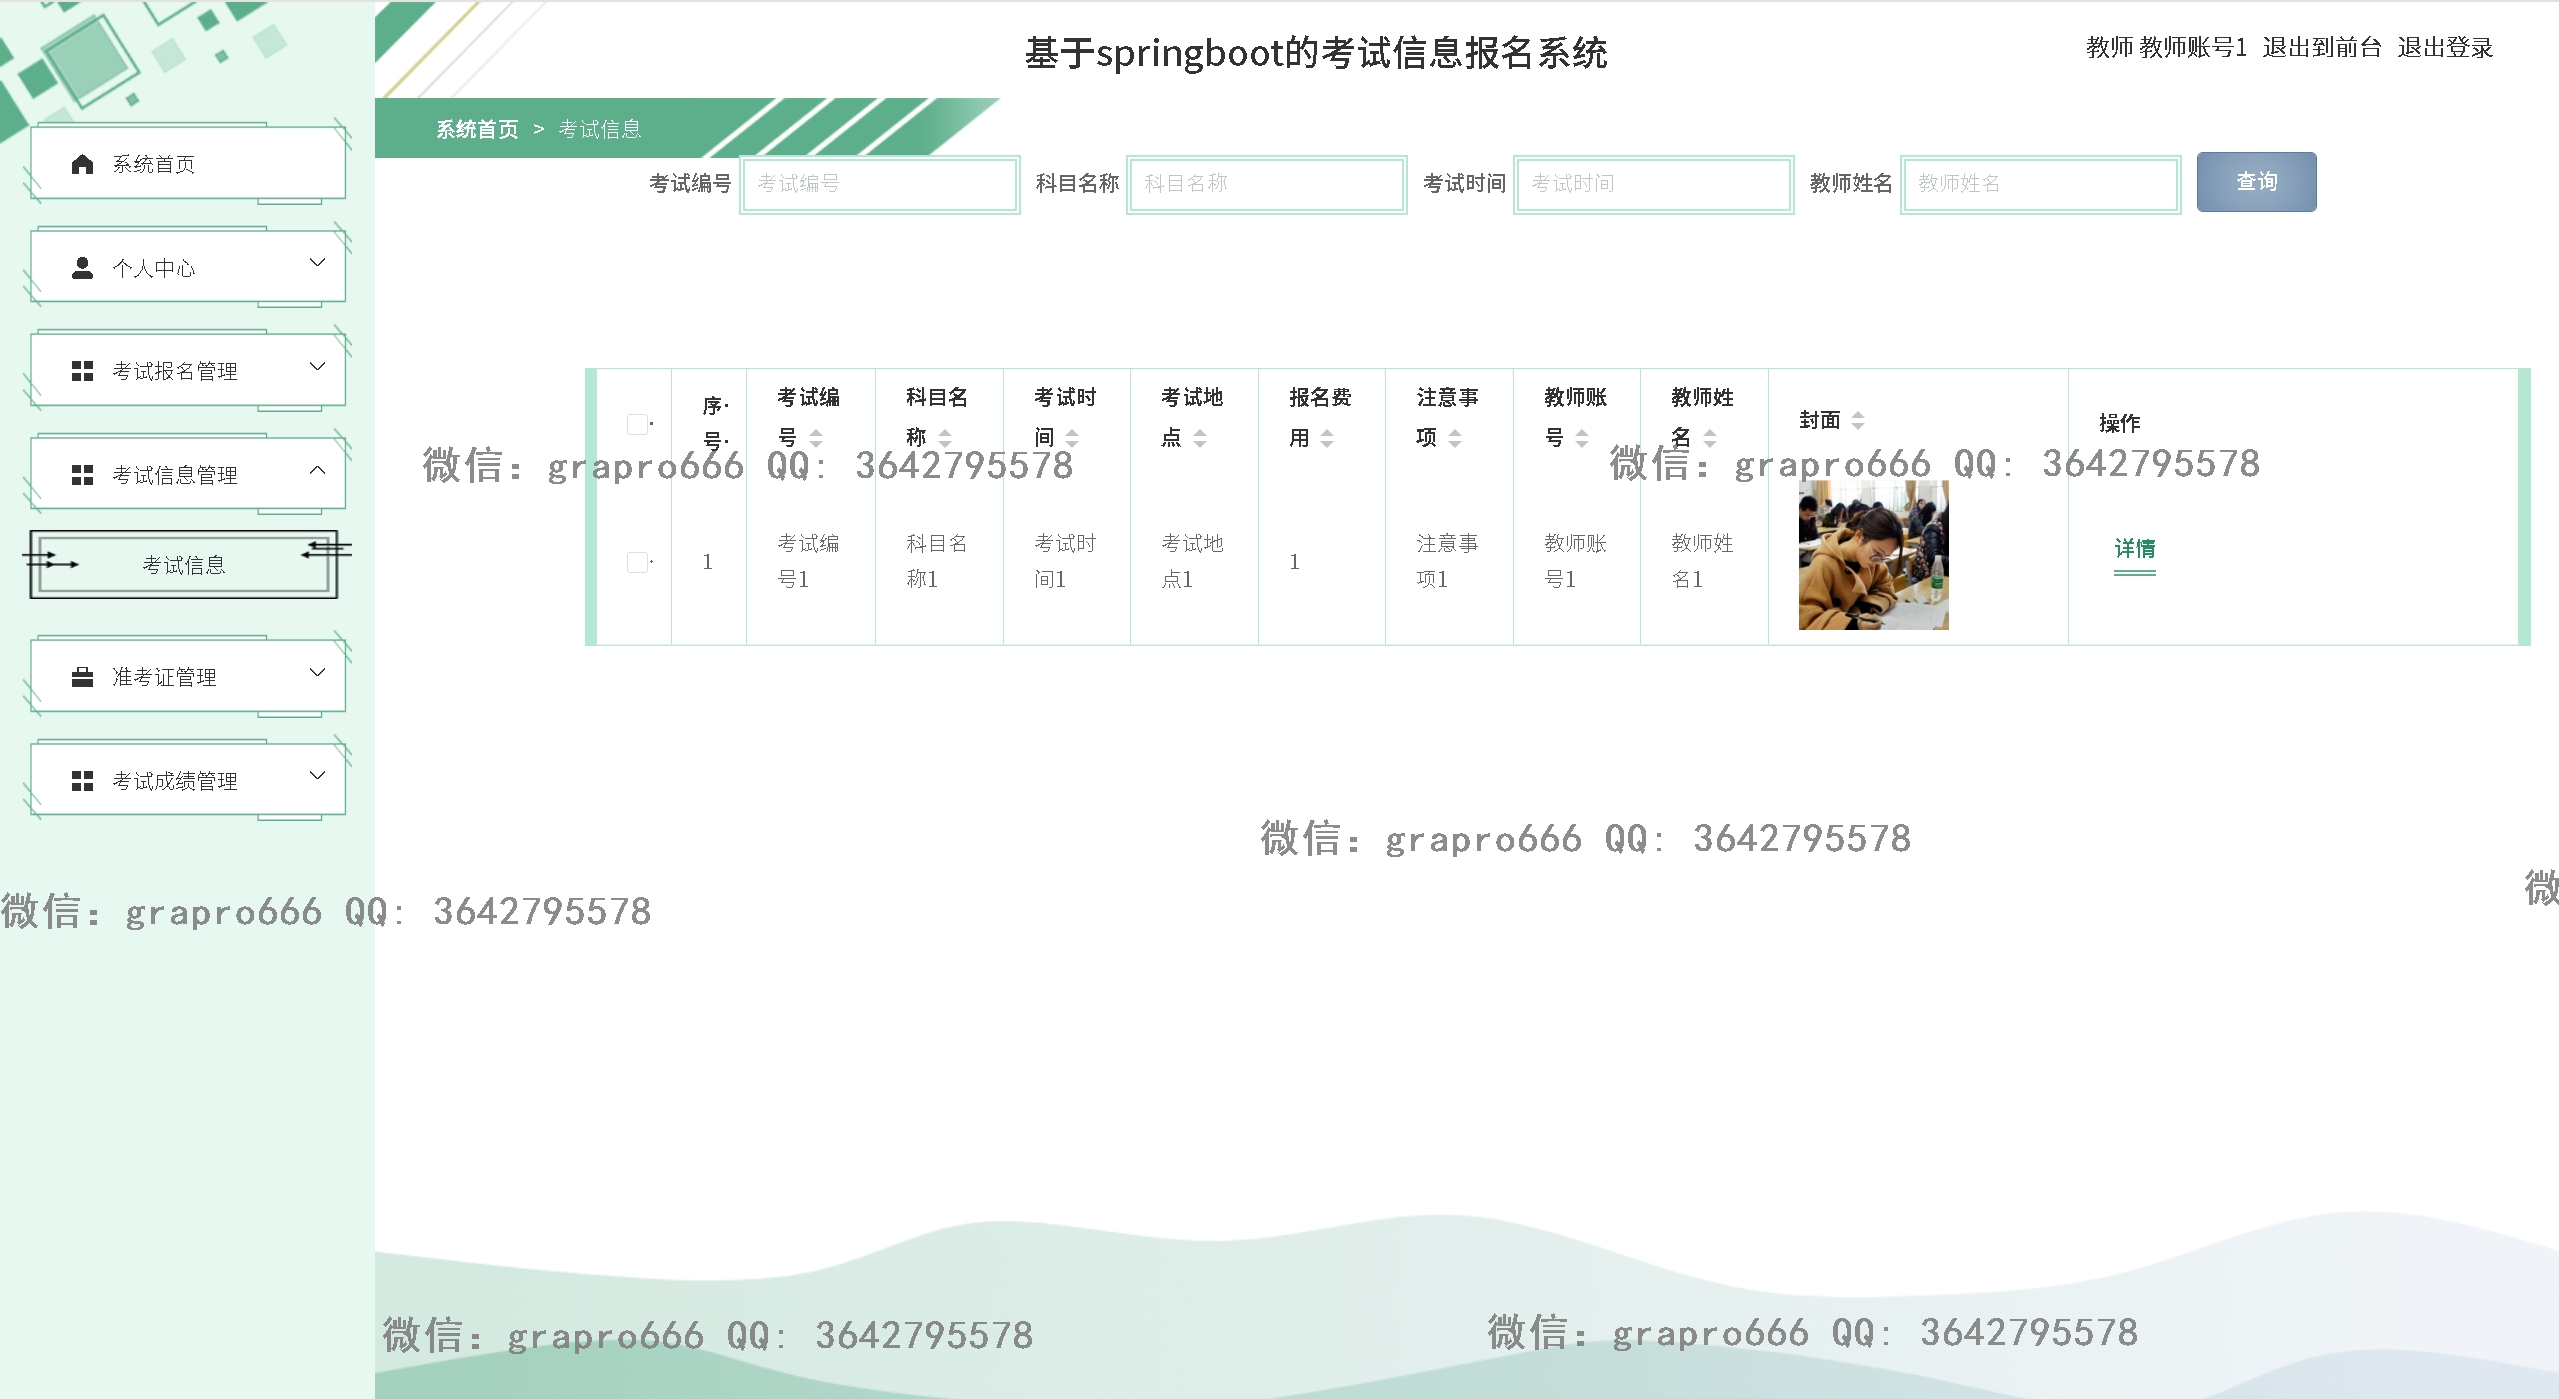 基于springboot的考试信息报名系统
教师 教师账号1 退出到前台 退出登录
系统首页 > 考试信息
系统首页
个人中心
考试报名管理
考试信息管理
考试信息
准考证管理
考试成绩管理
考试编号 考试编号 科目名称 科目名称 考试时间 考试时间 教师姓名 教师姓名 查询
序号 考试编号 科目名称 考试时间 考试地点 报名费用 注意事项 教师账号 教师姓名 封面 操作
1 考试编号1 科目名称1 考试时间1 考试地点1 1 注意事项1 教师账号1 教师姓名1 详情
微信：grapro666 QQ: 3642795578
微信：grapro666 QQ: 3642795578
微信：grapro666 QQ: 3642795578
微信：grapro666 QQ: 3642795578
微
微信：grapro666 QQ: 3642795578
微信：grapro666 QQ: 3642795578